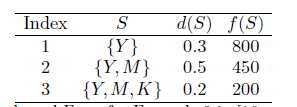 Index S d(S) f(S)
1 {Y} 0.3 800
2 {Y, M} 0.5 450
3 {Y, M, K} 0.2 200